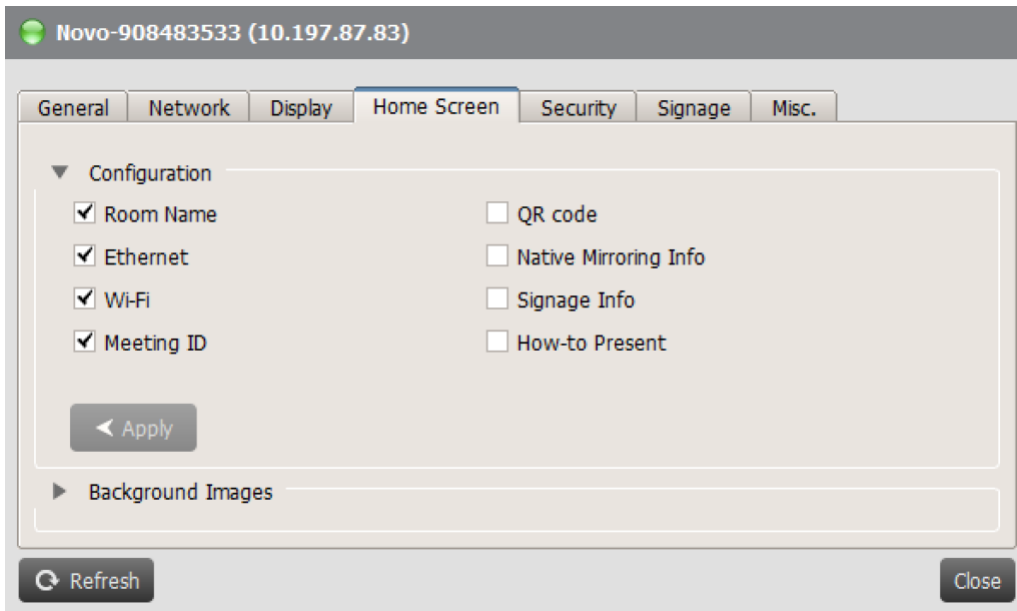 Novo-908483533 (10.197.87.83)
General Network Display Home Screen Security Signage Misc.
Configuration
Room Name QR code
Ethernet Native Mirroring Info
Wi-Fi Signage Info
Meeting ID How-to Present
Apply
Background Images
Refresh Close